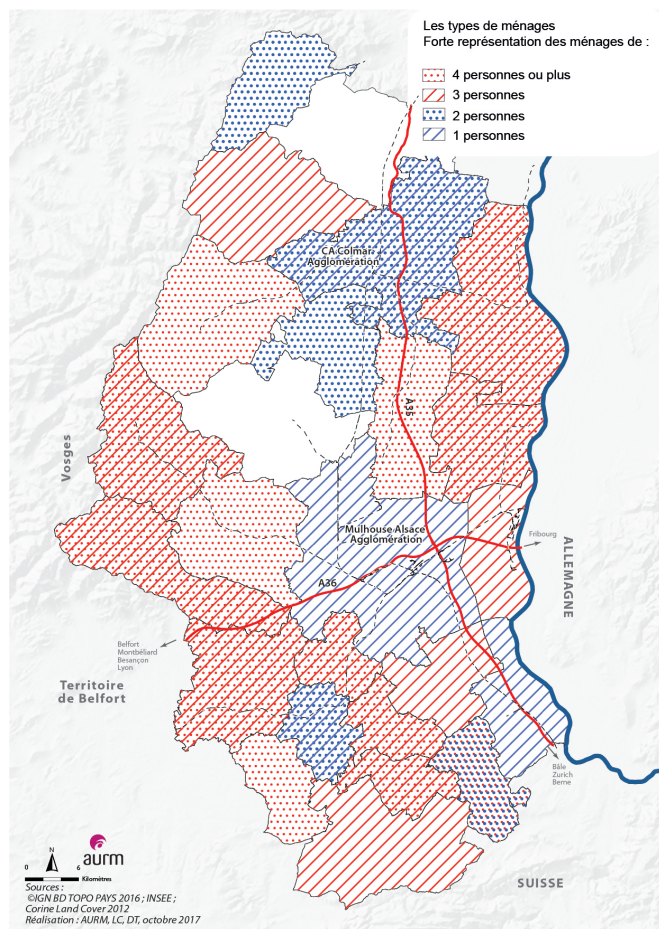 Les types de ménages
Forte représentation des ménages de :
4 personnes ou plus
3 personnes
2 personnes
1 personnes
CA Colmar
Agglomération
A35
Vosges
Mulhouse Alsace
Agglomération
Fribourg
ALLEMAGNE
A36
Belfort
Montbéliard
Besançon
Lyon
Territoire
de Belfort
Bâle
Zurich
Berne
SUISSE
N
0 6
Kilomètres
aurm
Sources :
©IGN BD TOPO PAYS 2016 ; INSEE ;
Corine Land Cover 2012
Réalisation : AURM, LC, DT, octobre 2017